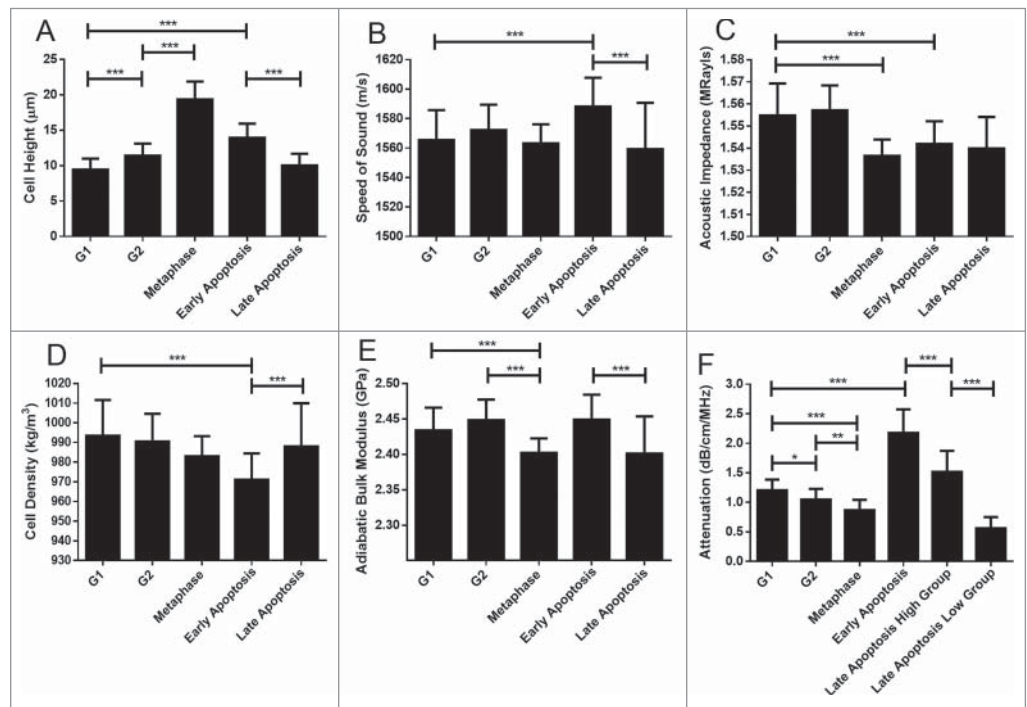 A
***
***
***
***
25
20
15
10
5
0
Cell Height (μm)
G1
G2
Metaphase
Early Apoptosis
Late Apoptosis
B
***
***
1620
1600
1580
1560
1540
1520
1500
Speed of Sound (m/s)
G1
G2
Metaphase
Early Apoptosis
Late Apoptosis
C
***
***
1.58
1.57
1.56
1.55
1.54
1.53
1.52
1.51
1.50
Acoustic Impedance (MRayls)
G1
G2
Metaphase
Early Apoptosis
Late Apoptosis
D
***
***
1020
1010
1000
990
980
970
960
950
940
930
Cell Density (kg/m³)
G1
G2
Metaphase
Early Apoptosis
Late Apoptosis
E
***
***
***
2.50
2.45
2.40
2.35
2.30
Adiabatic Bulk Modulus (GPa)
G1
G2
Metaphase
Early Apoptosis
Late Apoptosis
F
***
***
***
***
**
*
3.0
2.5
2.0
1.5
1.0
0.5
0.0
Attenuation (dB/cm/MHz)
G1
G2
Metaphase
Early Apoptosis
Late Apoptosis High Group
Late Apoptosis Low Group